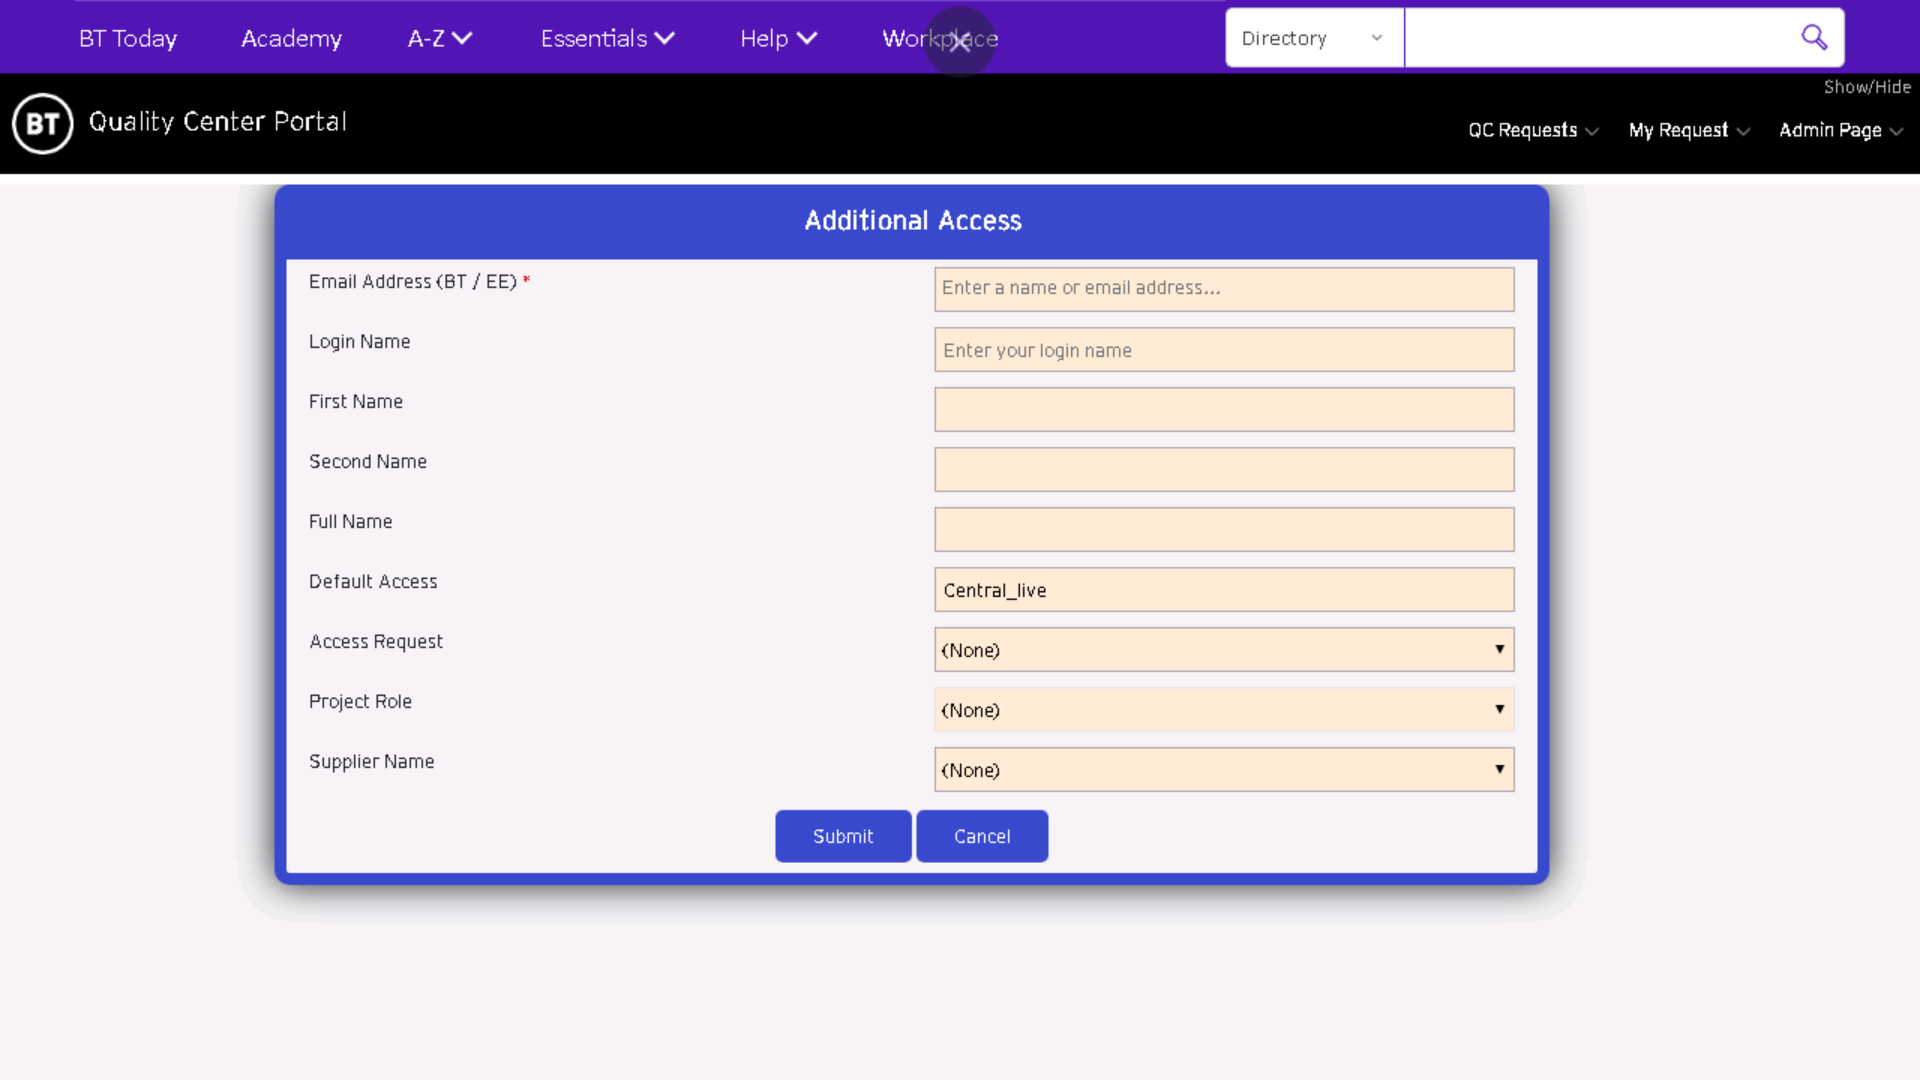 BT Today Academy A-Z Essentials Help Workplace Directory
Show/Hide
BT Quality Center Portal
QC Requests My Request Admin Page
Additional Access
Email Address (BT / EE) * Enter a name or email address...
Login Name Enter your login name
First Name
Second Name
Full Name
Default Access Central_live
Access Request (None)
Project Role (None)
Supplier Name (None)
Submit Cancel